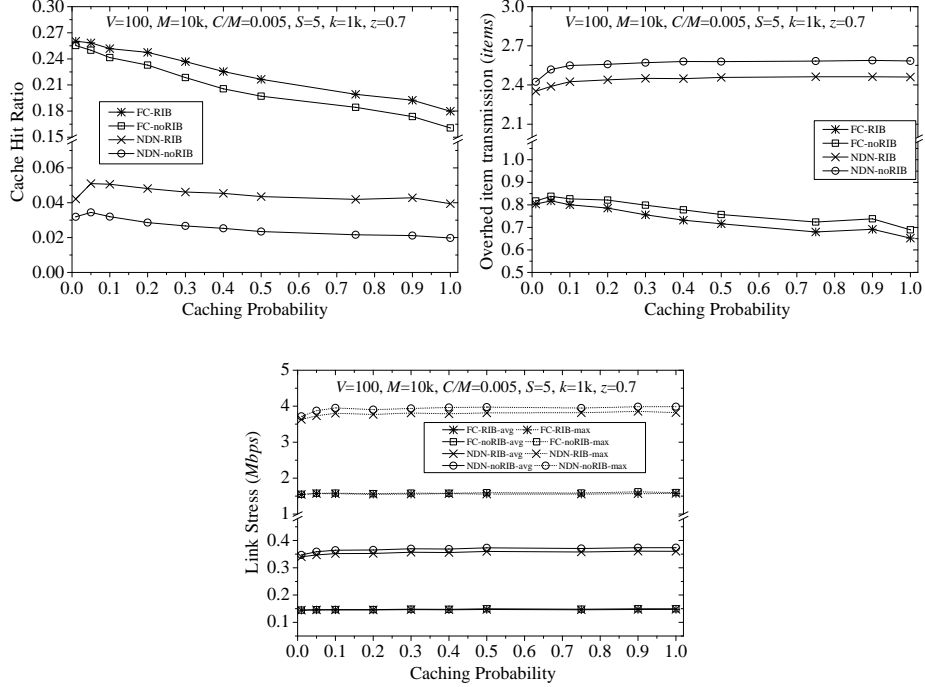 V=100, M=10k, C/M=0.005, S=5, k=1k, z=0.7
Cache Hit Ratio
0.30
0.27
0.24
0.21
0.18
0.15
0.06
0.04
0.02
0.00
FC-RIB
FC-noRIB
NDN-RIB
NDN-noRIB
0.0 0.1 0.2 0.3 0.4 0.5 0.6 0.7 0.8 0.9 1.0
Caching Probability
V=100, M=10k, C/M=0.005, S=5, k=1k, z=0.7
Overhed item transmission (items)
3.0
2.7
2.4
2.1
1.0
0.9
0.8
0.7
0.6
0.5
FC-RIB
FC-noRIB
NDN-RIB
NDN-noRIB
0.0 0.1 0.2 0.3 0.4 0.5 0.6 0.7 0.8 0.9 1.0
Caching Probability
V=100, M=10k, C/M=0.005, S=5, k=1k, z=0.7
Link Stress (Mbps)
5
4
3
2
1
0.4
0.3
0.2
0.1
FC-RIB-avg FC-RIB-max
FC-noRIB-avg FC-noRIB-max
NDN-RIB-avg NDN-RIB-max
NDN-noRIB-avg NDN-noRIB-max
0.0 0.1 0.2 0.3 0.4 0.5 0.6 0.7 0.8 0.9 1.0
Caching Probability